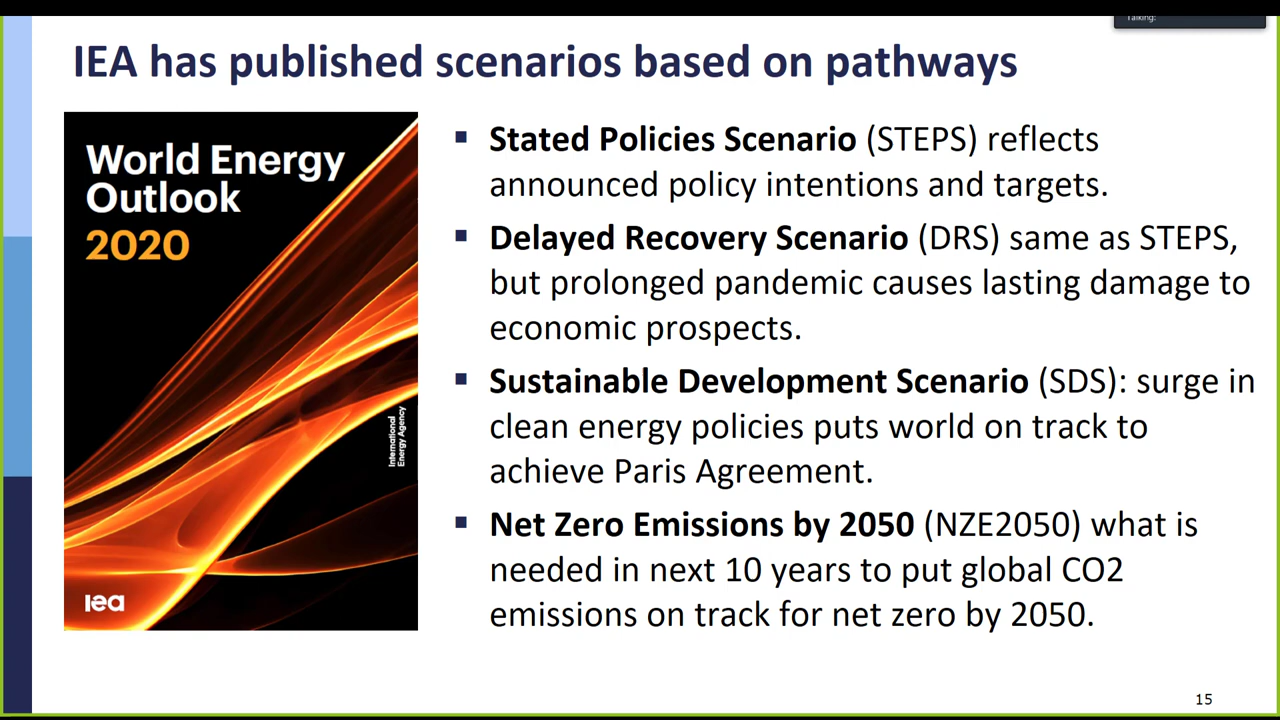 Talking:
IEA has published scenarios based on pathways
World Energy
Outlook
2020
International
Energy Agency
iea
▪ Stated Policies Scenario (STEPS) reflects
announced policy intentions and targets.
▪ Delayed Recovery Scenario (DRS) same as STEPS,
but prolonged pandemic causes lasting damage to
economic prospects.
▪ Sustainable Development Scenario (SDS): surge in
clean energy policies puts world on track to
achieve Paris Agreement.
▪ Net Zero Emissions by 2050 (NZE2050) what is
needed in next 10 years to put global CO2
emissions on track for net zero by 2050.
15